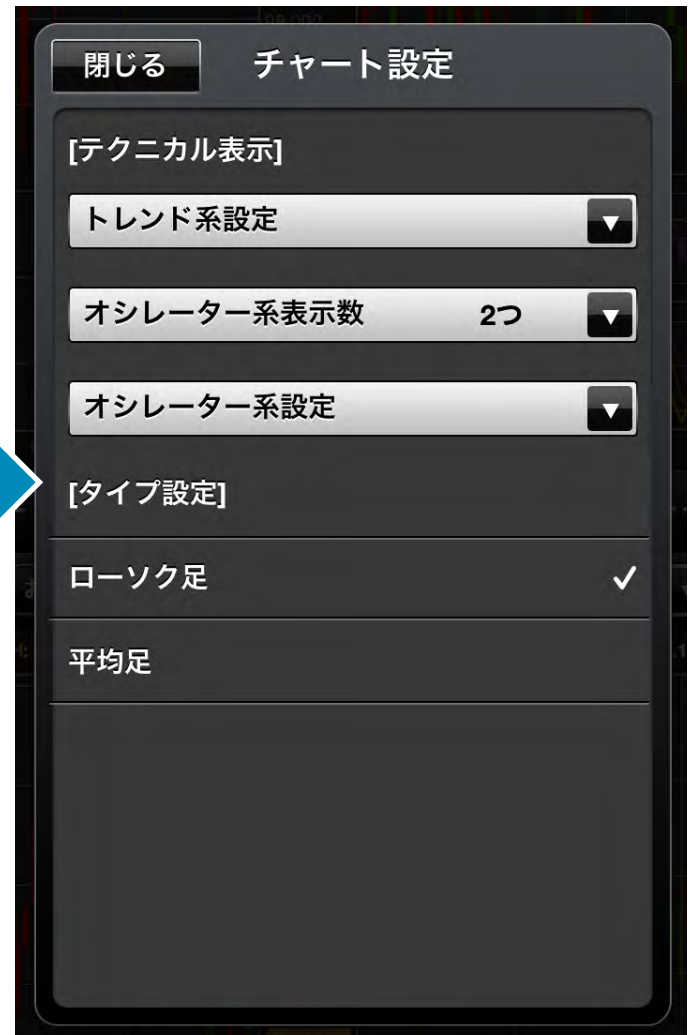 閉じる チャート設定
[テクニカル表示]
トレンド系設定
オシレーター系表示数 2つ
オシレーター系設定
[タイプ設定]
ローソク足
平均足